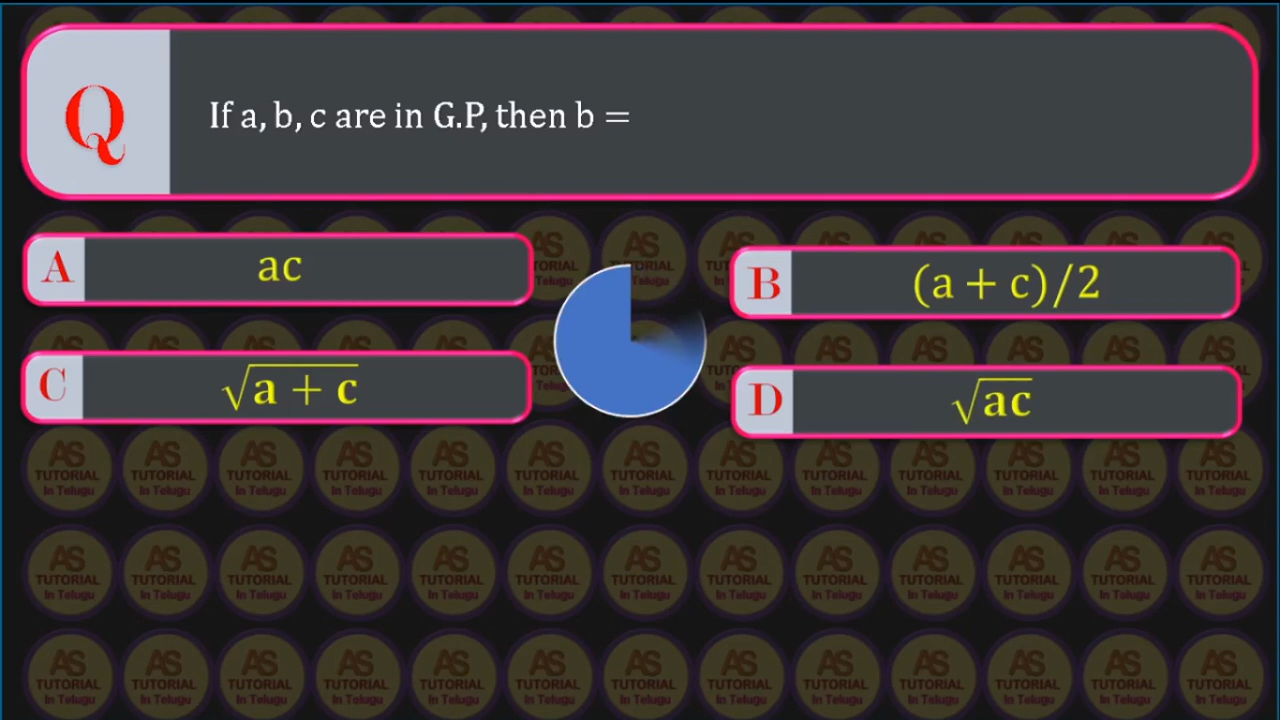 Q
If a, b, c are in G.P, then b =
A
ac
B
(a + c)/2
C
√a + c
D
√ac
AS
TUTORIAL
In Telugu